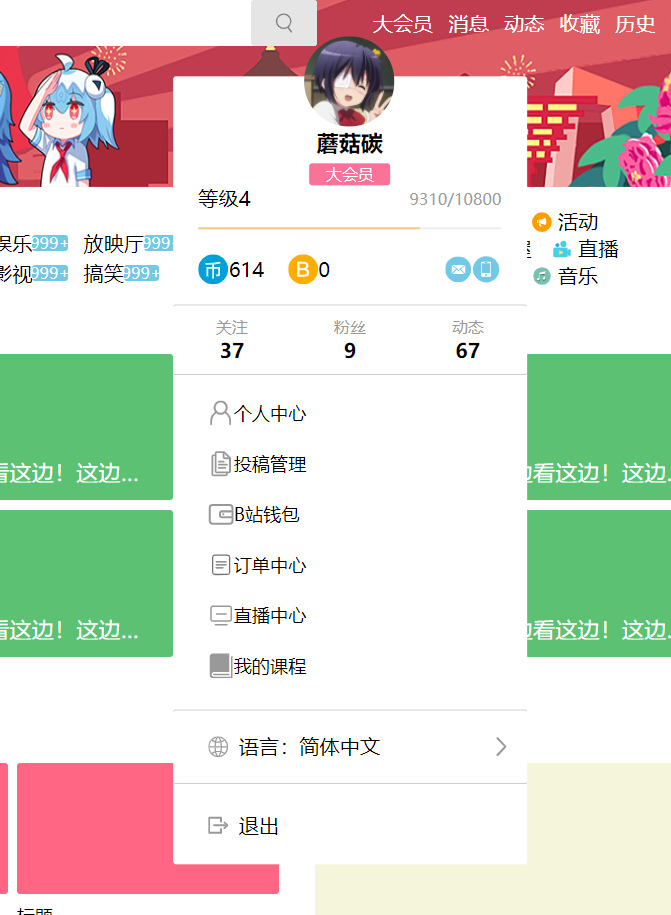 大会员 消息 动态 收藏 历史
蘑菇碳
大会员
等级4 9310/10800
活动
娱乐999+ 放映厅999+
直播
影视999+ 搞笑999+
音乐
币614 B0
关注 粉丝 动态
37 9 67
个人中心
投稿管理
看这边！这边... 边看这边！这边...
B站钱包
订单中心
直播中心
看这边！这边... 边看这边！这边...
我的课程
语言：简体中文
退出
标题